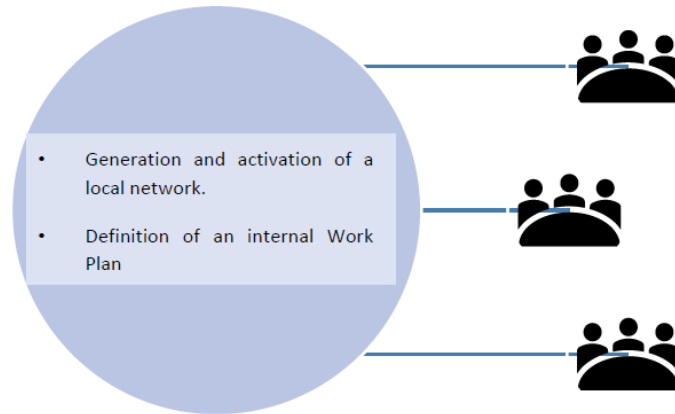 • Generation and activation of a
local network.
• Definition of an internal Work
Plan